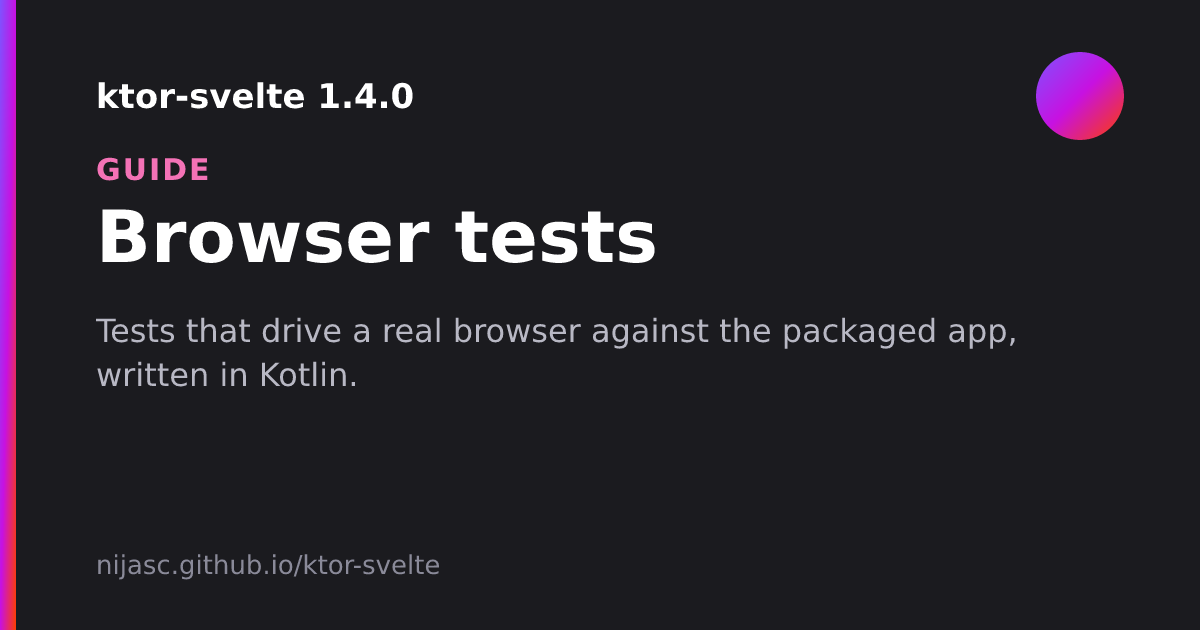 ktor-svelte 1.4.0
GUIDE
Browser tests
Tests that drive a real browser against the packaged app,
written in Kotlin.
nijasc.github.io/ktor-svelte